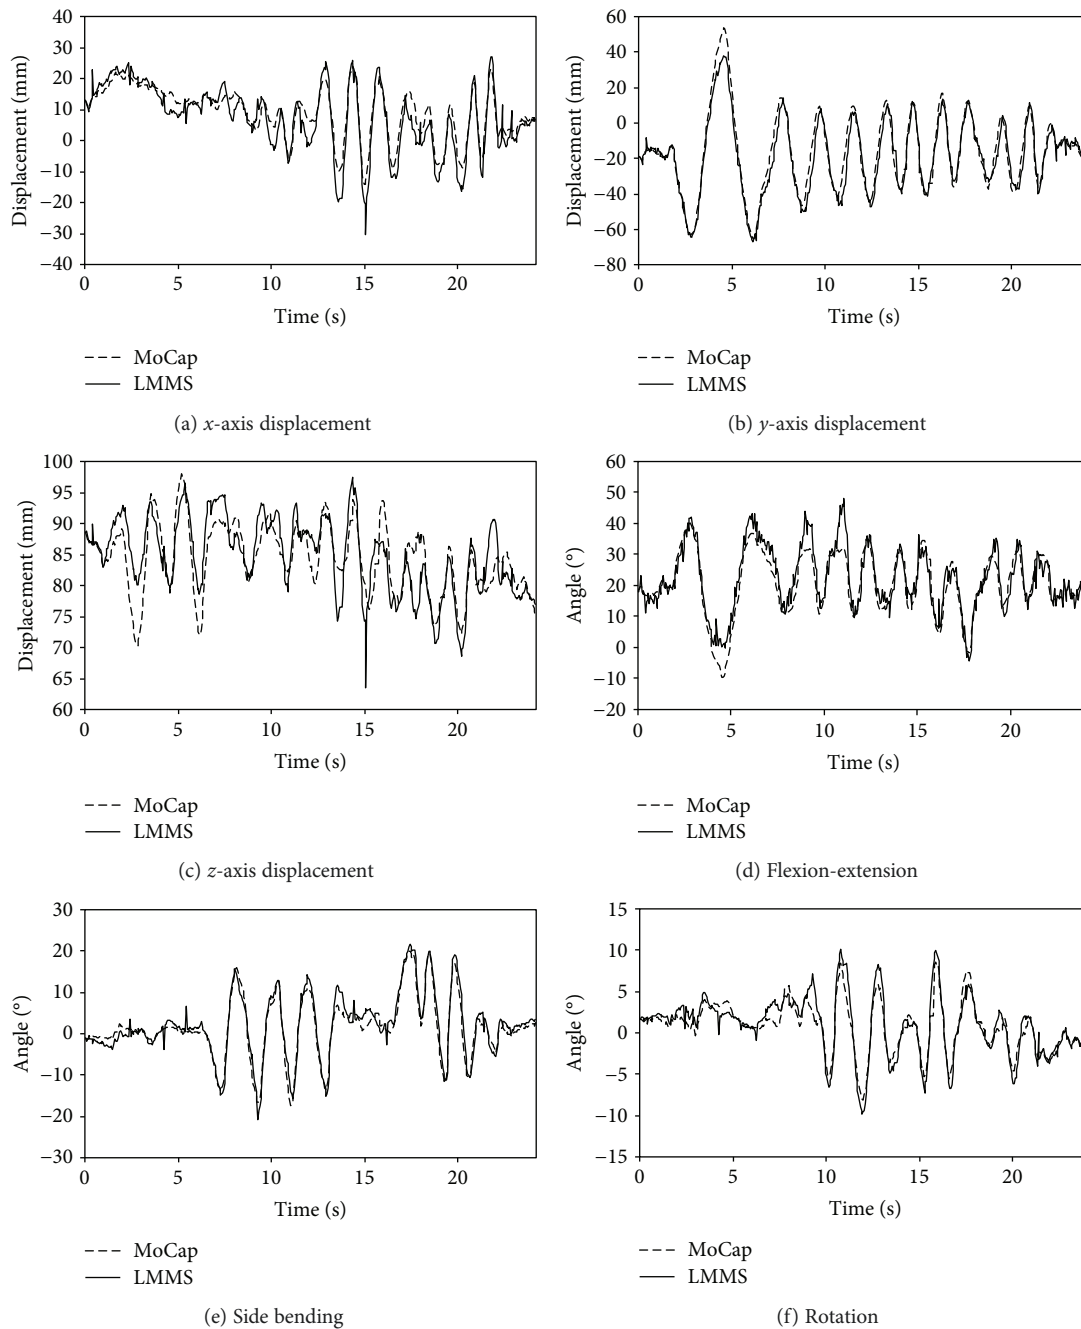 40
30
20
10
0
−10
−20
−30
−40
Displacement (mm)
0 5 10 15 20
Time (s)
MoCap
LMMS
(a) x-axis displacement
60
40
20
0
−20
−40
−60
−80
Displacement (mm)
0 5 10 15 20
Time (s)
MoCap
LMMS
(b) y-axis displacement
100
95
90
85
80
75
70
65
60
Displacement (mm)
0 5 10 15 20
Time (s)
MoCap
LMMS
(c) z-axis displacement
60
50
40
30
20
10
0
−10
−20
Angle (°)
0 5 10 15 20
Time (s)
MoCap
LMMS
(d) Flexion-extension
30
20
10
0
−10
−20
−30
Angle (°)
0 5 10 15 20
Time (s)
MoCap
LMMS
(e) Side bending
15
10
5
0
−5
−10
−15
Angle (°)
0 5 10 15 20
Time (s)
MoCap
LMMS
(f) Rotation